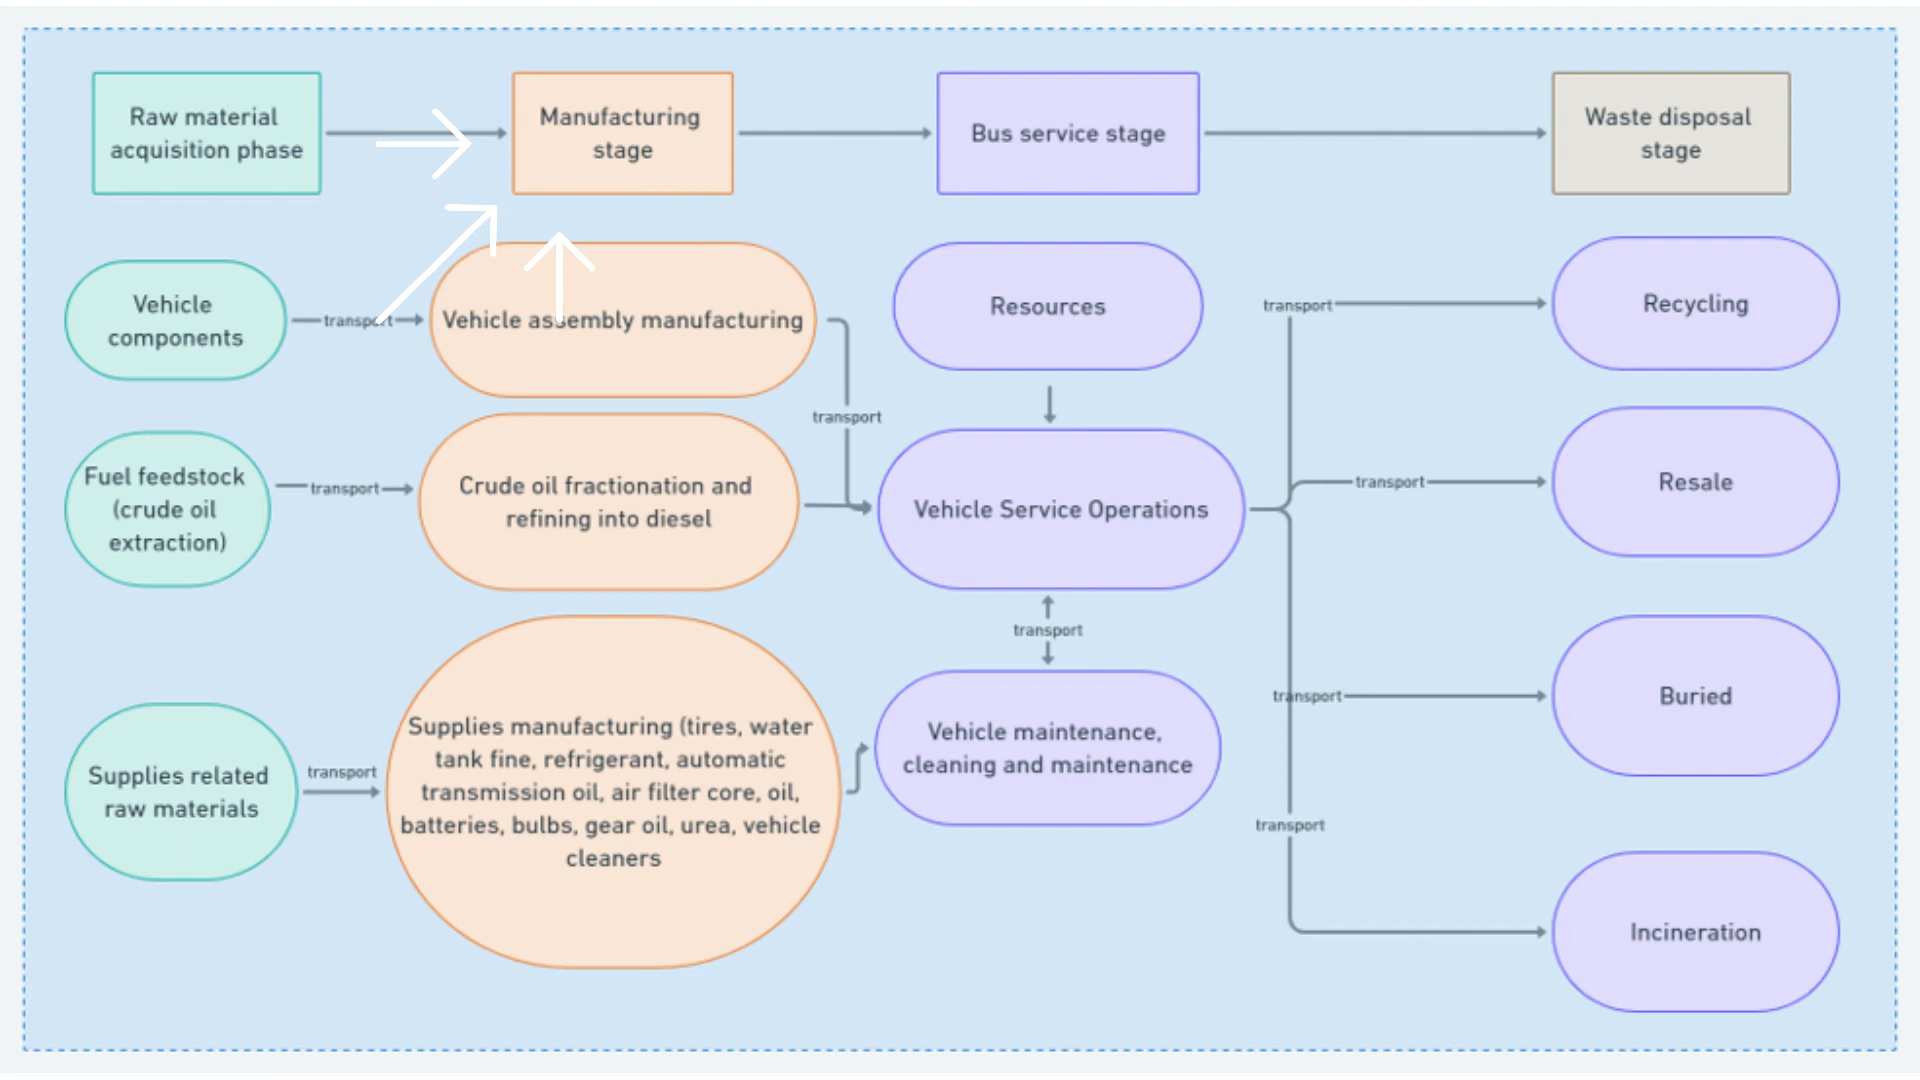 Raw material
acquisition phase
Manufacturing
stage
Bus service stage
Waste disposal
stage
Vehicle
components
transport
Vehicle assembly manufacturing
transport
Resources
transport
Recycling
Fuel feedstock
(crude oil
extraction)
transport
Crude oil fractionation and
refining into diesel
Vehicle Service Operations
transport
Resale
transport
transport
Buried
Supplies related
raw materials
transport
Supplies manufacturing (tires, water
tank fine, refrigerant, automatic
transmission oil, air filter core, oil,
batteries, bulbs, gear oil, urea, vehicle
cleaners
Vehicle maintenance,
cleaning and maintenance
transport
Incineration